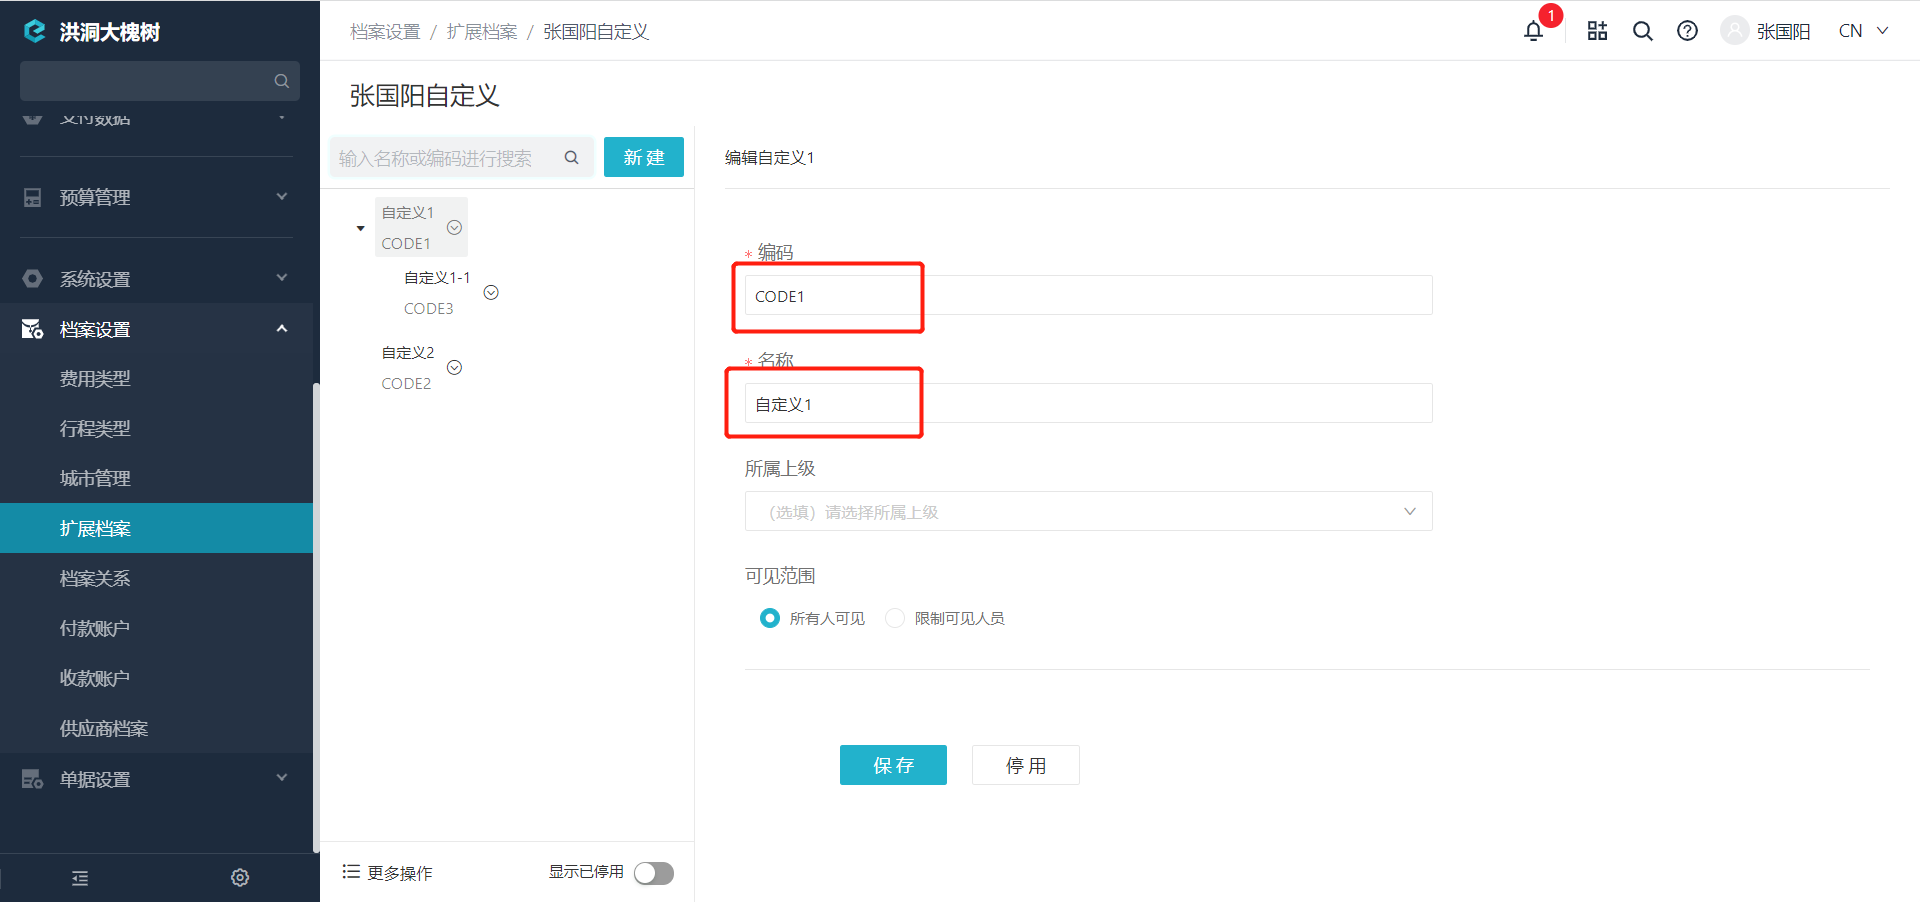 洪洞大槐树
支付数据
预算管理
系统设置
档案设置
费用类型
行程类型
城市管理
扩展档案
档案关系
付款账户
收款账户
供应商档案
单据设置
档案设置 / 扩展档案 / 张国阳自定义
1
张国阳
CN
张国阳自定义
输入名称或编码进行搜索
新 建
自定义1
CODE1
自定义1-1
CODE3
自定义2
CODE2
更多操作
显示已停用
编辑自定义1
* 编码
CODE1
* 名称
自定义1
所属上级
（选填）请选择所属上级
可见范围
所有人可见
限制可见人员
保 存
停 用